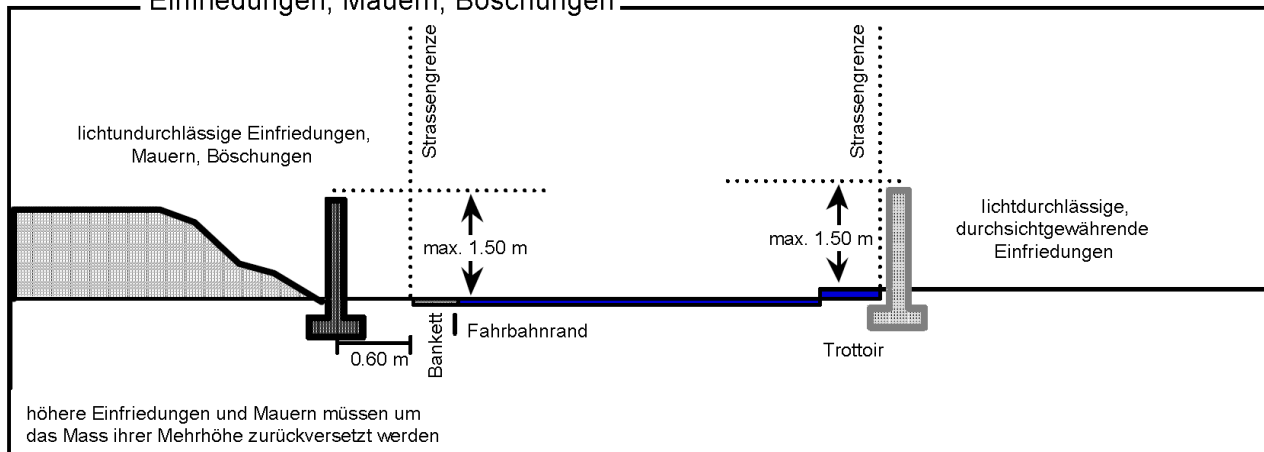 Einfriedungen, Mauern, Böschungen
Strassengrenze
Strassengrenze
lichtundurchlässige Einfriedungen,
Mauern, Böschungen
lichtdurchlässige,
durchsichtgewährende
Einfriedungen
max. 1.50 m
max. 1.50 m
0.60 m
Bankett
Fahrbahnrand
Trottoir
höhere Einfriedungen und Mauern müssen um
das Mass ihrer Mehrhöhe zurückversetzt werden